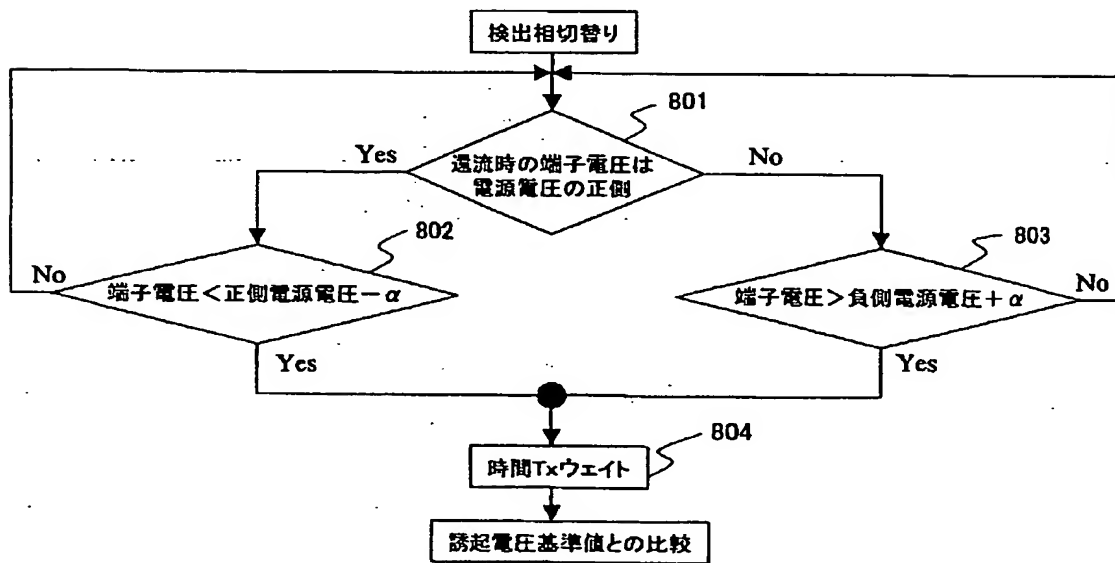 検出相切替り
801
Yes
還流時の端子電圧は
電源電圧の正側
No
802
803
No
端子電圧<正側電源電圧-α
端子電圧>負側電源電圧+α
No
Yes
Yes
804
時間Txウェイト
誘起電圧基準値との比較